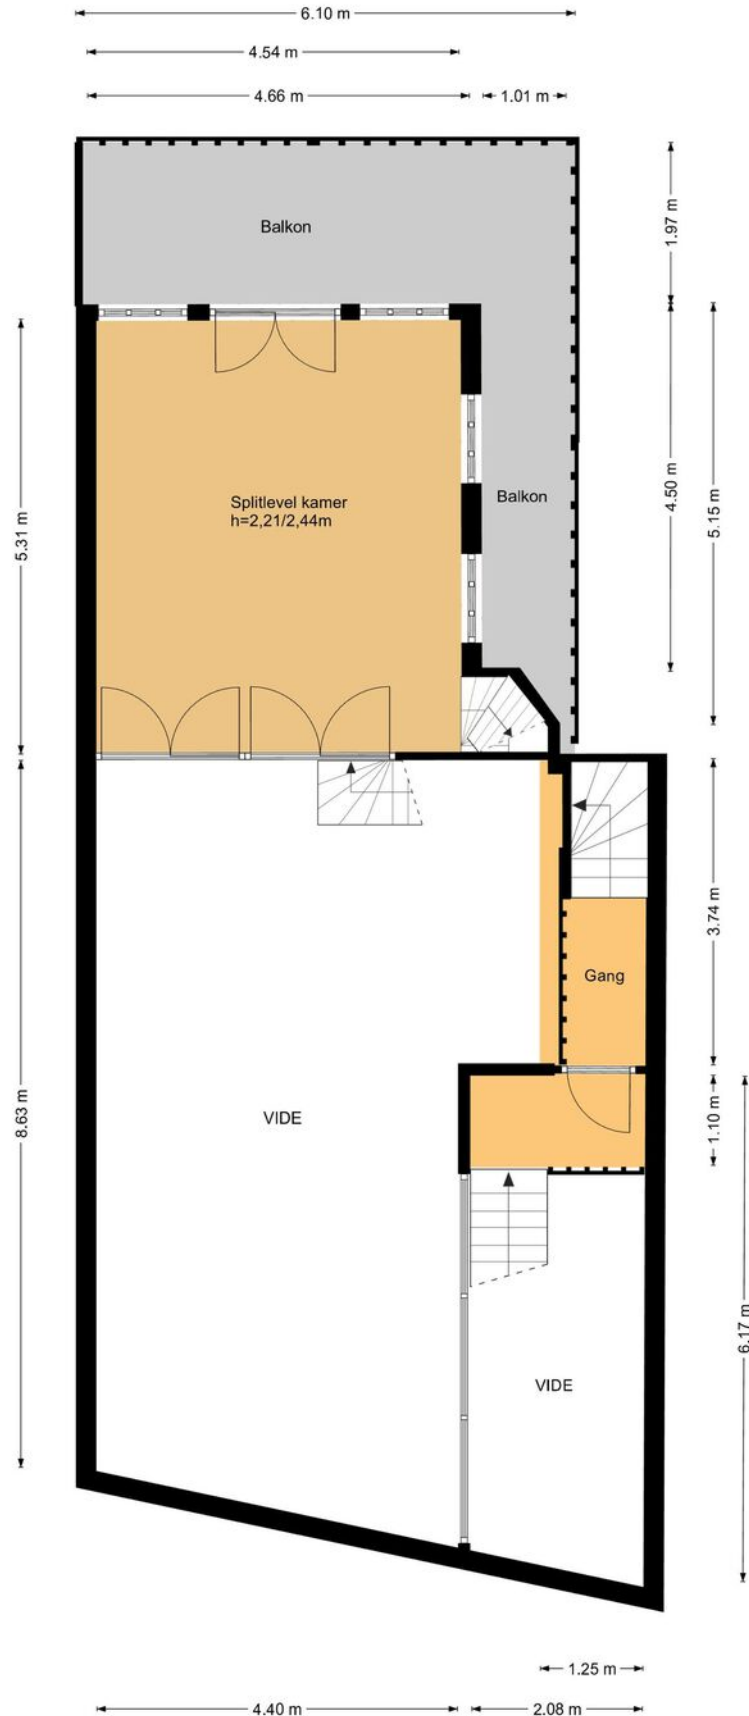 6.10 m
4.54 m
4.66 m
1.01 m
1.97 m
Balkon
5.31 m
Splitlevel kamer
h=2,21/2,44m
Balkon
4.50 m
5.15 m
3.74 m
Gang
8.63 m
VIDE
1.10 m
6.17 m
VIDE
1.25 m
4.40 m
2.08 m